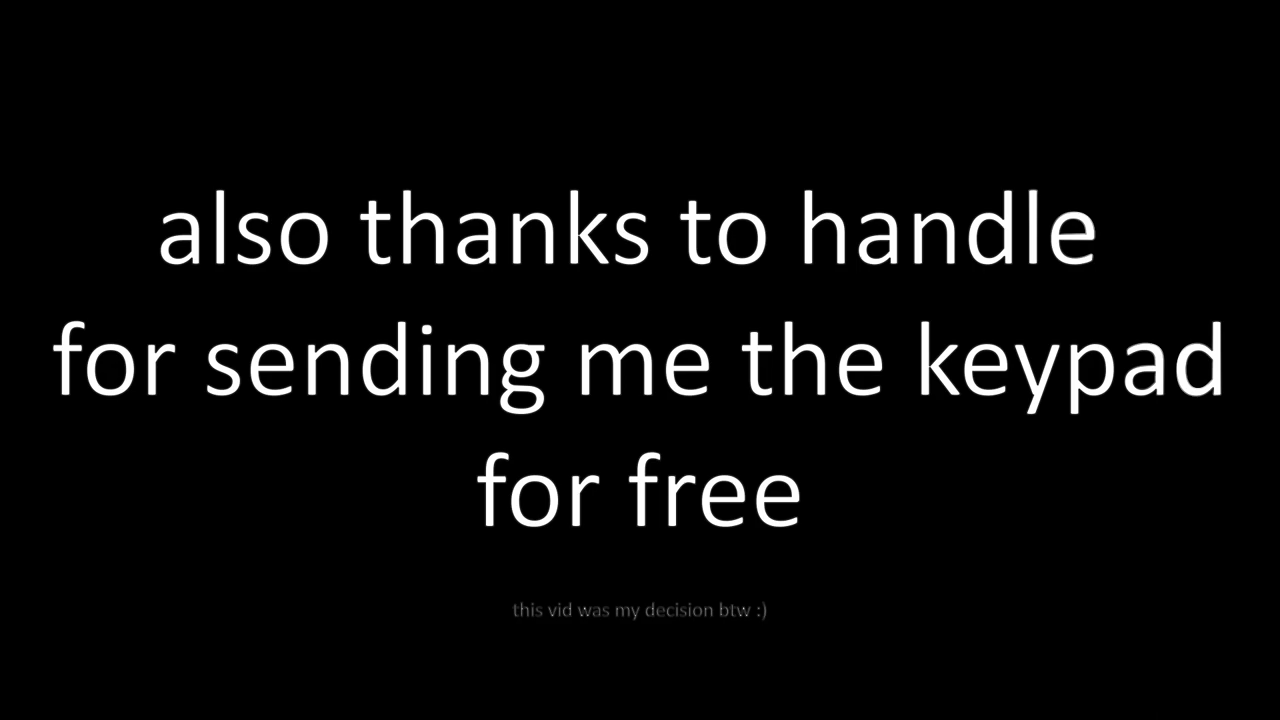 also thanks to handle
for sending me the keypad
for free
this vid was my decision btw :)